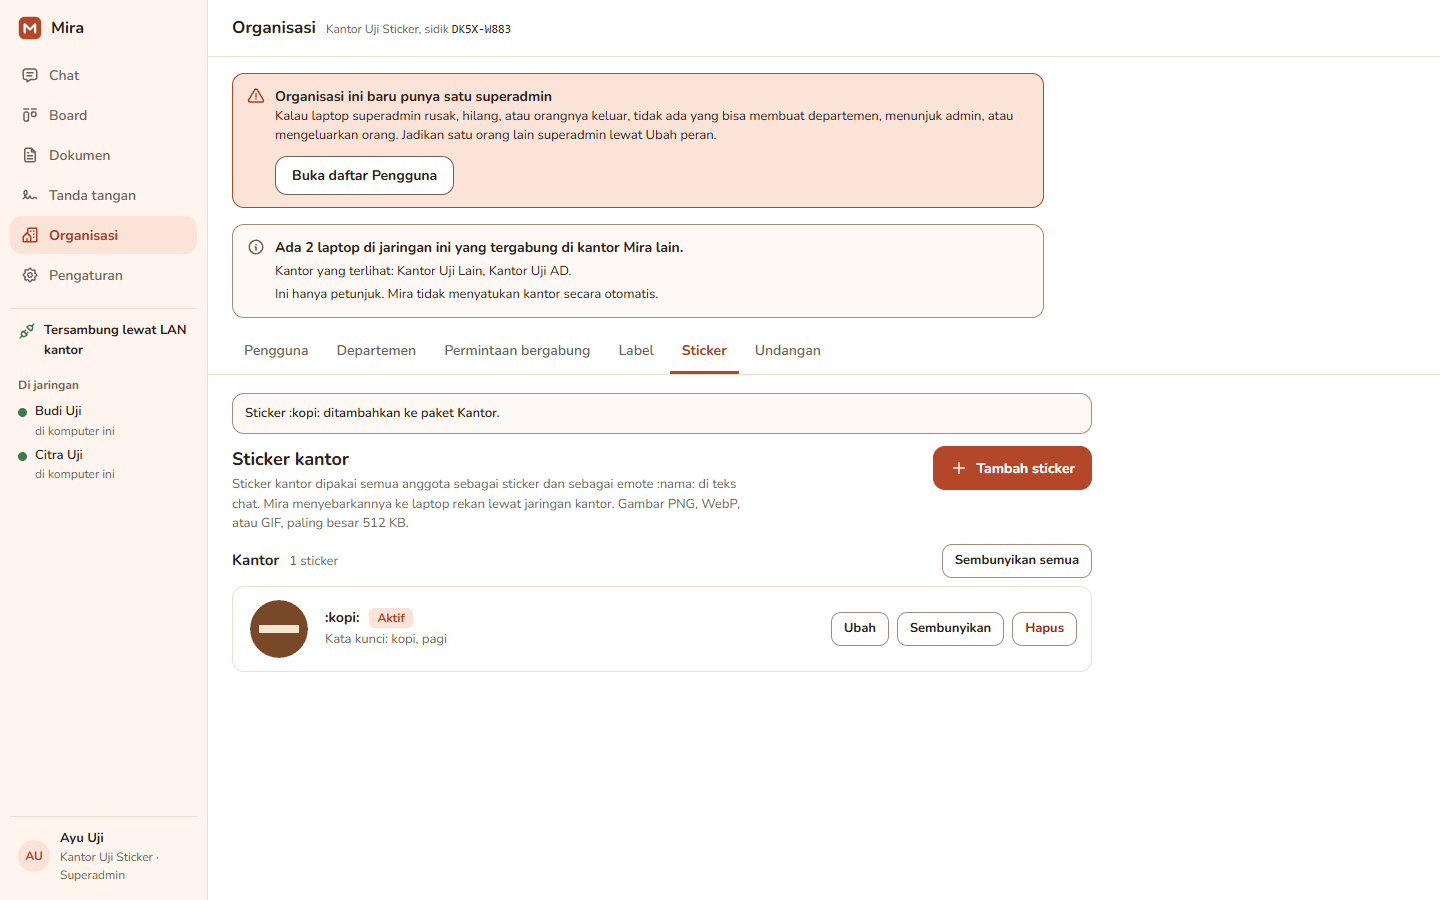 Mira
Chat
Board
Dokumen
Tanda tangan
Organisasi
Pengaturan
Tersambung lewat LAN
kantor
Di jaringan
Budi Uji
di komputer ini
Citra Uji
di komputer ini
AU
Ayu Uji
Kantor Uji Sticker ·
Superadmin
Organisasi Kantor Uji Sticker, sidik DK5X-W883
Organisasi ini baru punya satu superadmin
Kalau laptop superadmin rusak, hilang, atau orangnya keluar, tidak ada yang bisa membuat departemen, menunjuk admin, atau
mengeluarkan orang. Jadikan satu orang lain superadmin lewat Ubah peran.
Buka daftar Pengguna
Ada 2 laptop di jaringan ini yang tergabung di kantor Mira lain.
Kantor yang terlihat: Kantor Uji Lain, Kantor Uji AD.
Ini hanya petunjuk. Mira tidak menyatukan kantor secara otomatis.
Pengguna Departemen Permintaan bergabung Label Sticker Undangan
Sticker :kopi: ditambahkan ke paket Kantor.
Sticker kantor
Sticker kantor dipakai semua anggota sebagai sticker dan sebagai emote :nama: di teks
chat. Mira menyebarkannya ke laptop rekan lewat jaringan kantor. Gambar PNG, WebP,
atau GIF, paling besar 512 KB.
Tambah sticker
Kantor 1 sticker
Sembunyikan semua
:kopi: Aktif
Kata kunci: kopi, pagi
Ubah Sembunyikan Hapus